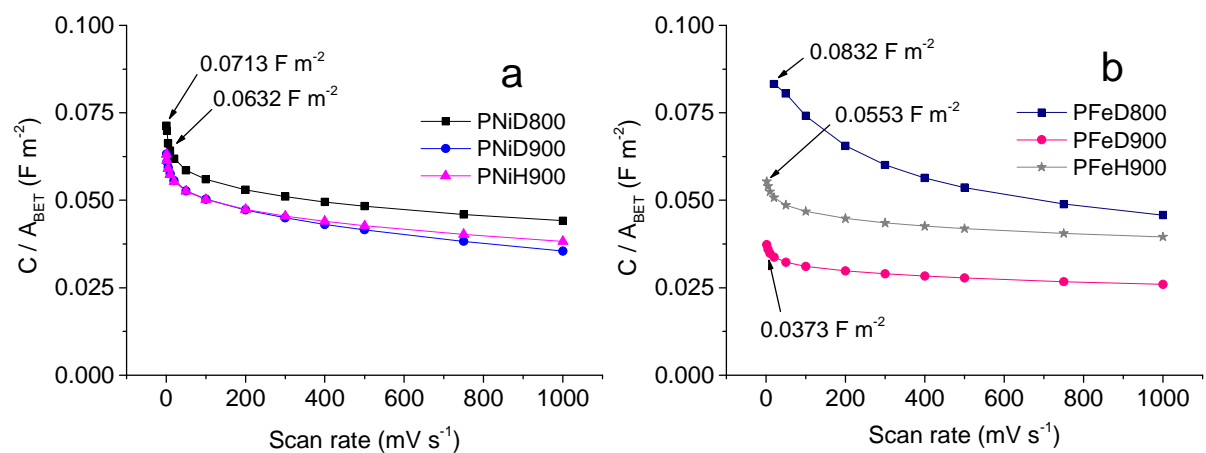 a
0.0713 F m⁻²
0.0632 F m⁻²
PNiD800
PNiD900
PNiH900
C / A_BET (F m⁻²)
0.100
0.075
0.050
0.025
0.000
0 200 400 600 800 1000
Scan rate (mV s⁻¹)
b
0.0832 F m⁻²
0.0553 F m⁻²
PFeD800
PFeD900
PFeH900
0.0373 F m⁻²
C / A_BET (F m⁻²)
0.100
0.075
0.050
0.025
0.000
0 200 400 600 800 1000
Scan rate (mV s⁻¹)